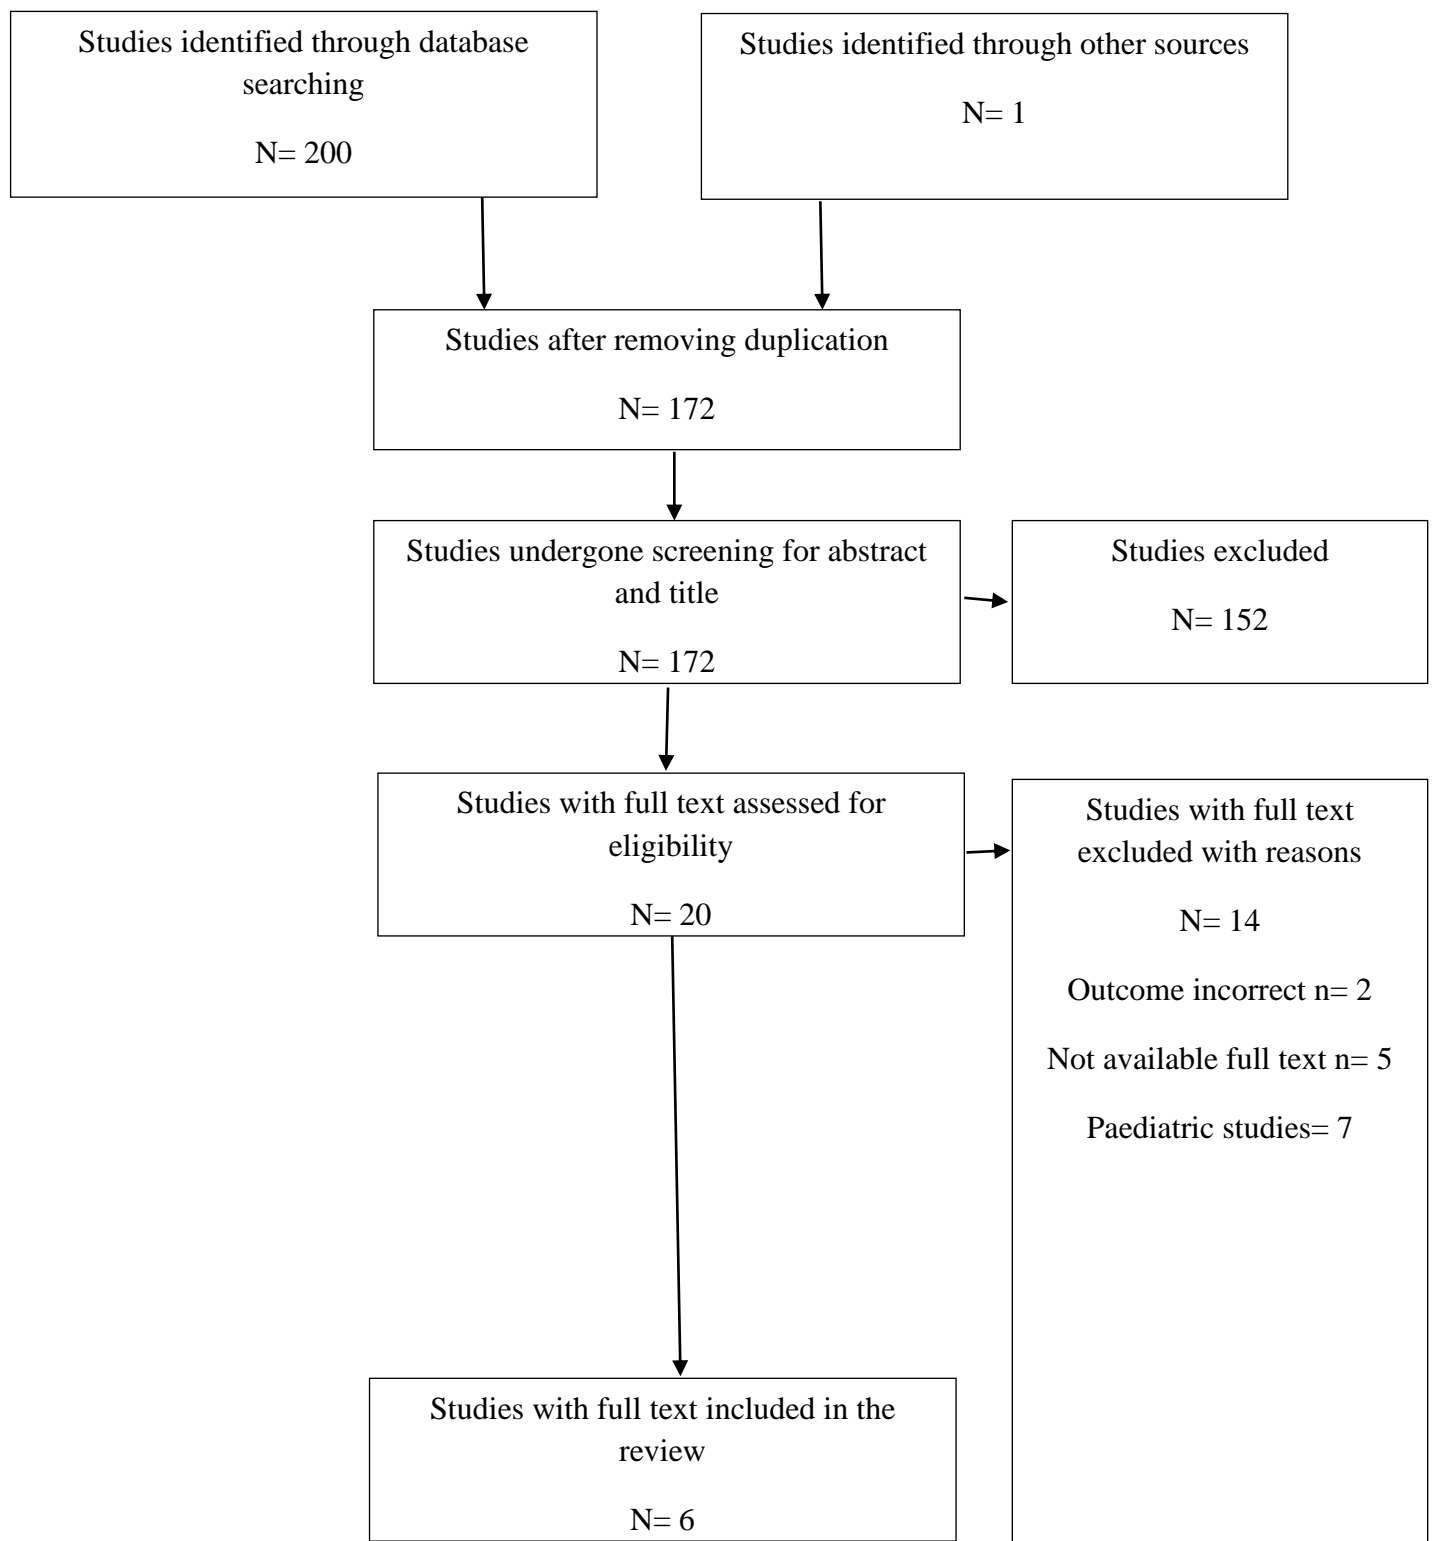 Studies identified through database
searching
N= 200
Studies identified through other sources
N= 1
Studies after removing duplication
N= 172
Studies undergone screening for abstract
and title
N= 172
Studies excluded
N= 152
Studies with full text assessed for
eligibility
N= 20
Studies with full text
excluded with reasons
N= 14
Outcome incorrect n= 2
Not available full text n= 5
Paediatric studies= 7
Studies with full text included in the
review
N= 6